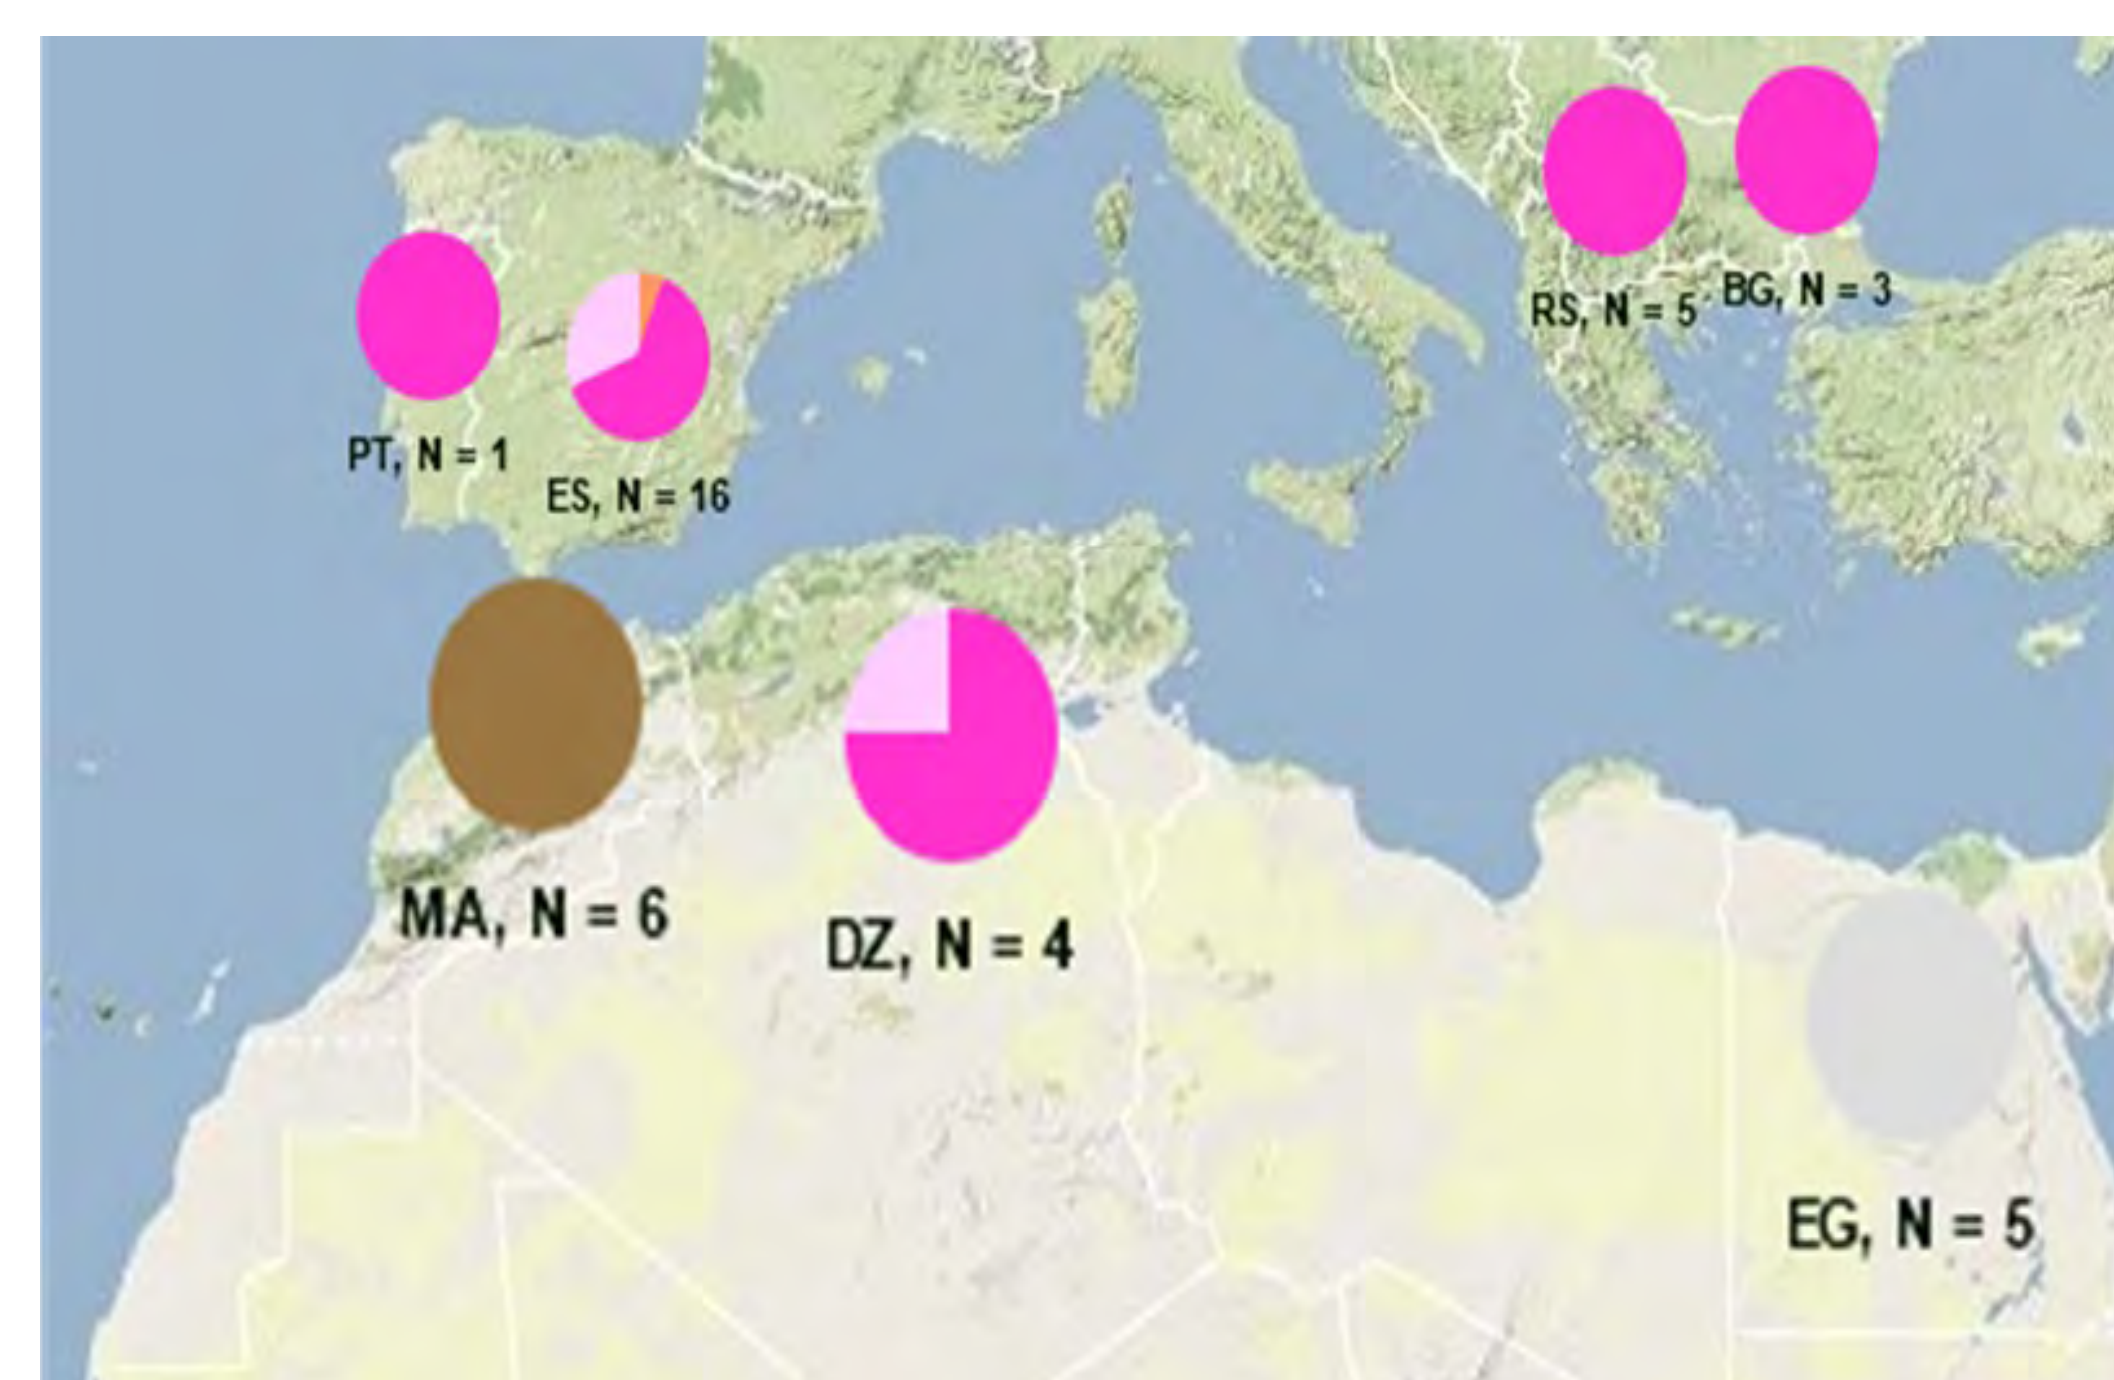 RS, N = 5
BG, N = 3
PT, N = 1
ES, N = 16
MA, N = 6
DZ, N = 4
EG, N = 5